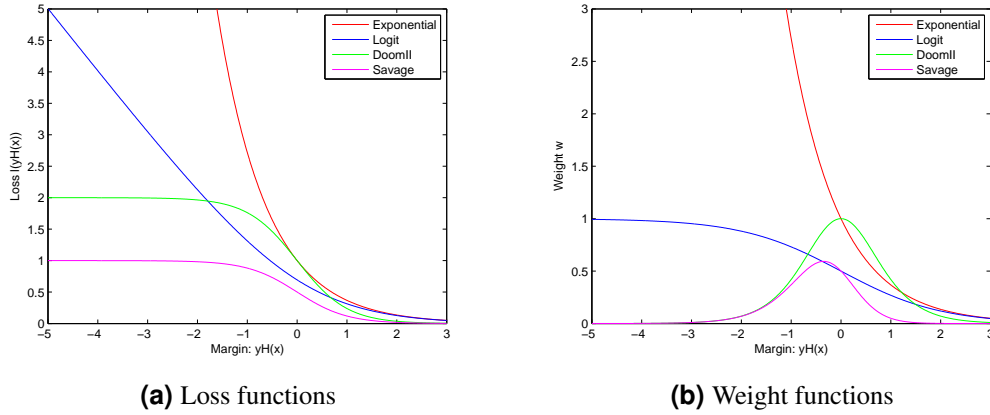 5
4.5
4
3.5
3
2.5
2
1.5
1
0.5
0
−5 −4 −3 −2 −1 0 1 2 3
Loss l(yH(x))
Margin: yH(x)
Exponential
Logit
DoomII
Savage
(a) Loss functions
3
2.5
2
1.5
1
0.5
0
−5 −4 −3 −2 −1 0 1 2 3
Weight w
Margin: yH(x)
Exponential
Logit
DoomII
Savage
(b) Weight functions